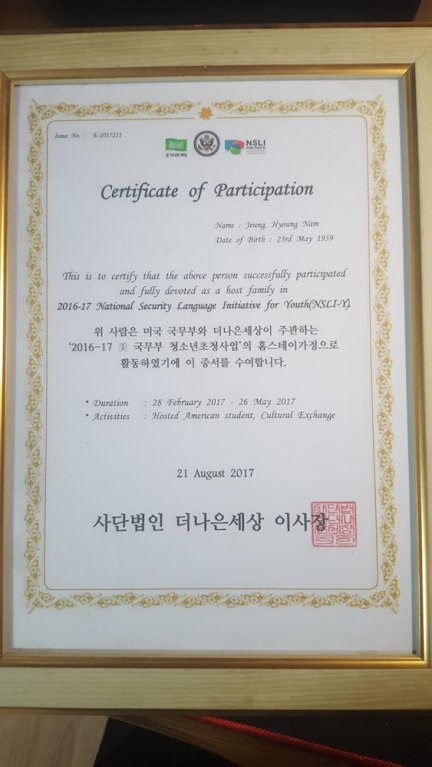 Issue No. : E-2017211
NSLI
Certificate of Participation
Name : Jeung, Hyoung Nam
Date of Birth : 23rd May 1959
This is to certify that the above person successfully participated
and fully devoted as a host family in
2016-17 National Security Language Initiative for Youth(NSLI-Y).
위 사람은 미국 국무부와 더나은세상이 주관하는
'2016-17 美 국무부 청소년초청사업'의 홈스테이가정으로
활동하였기에 이 증서를 수여합니다.
* Duration : 28 February 2017 - 26 May 2017
* Activities : Hosted American student, Cultural Exchange
21 August 2017
사단법인 더나은세상 이사장